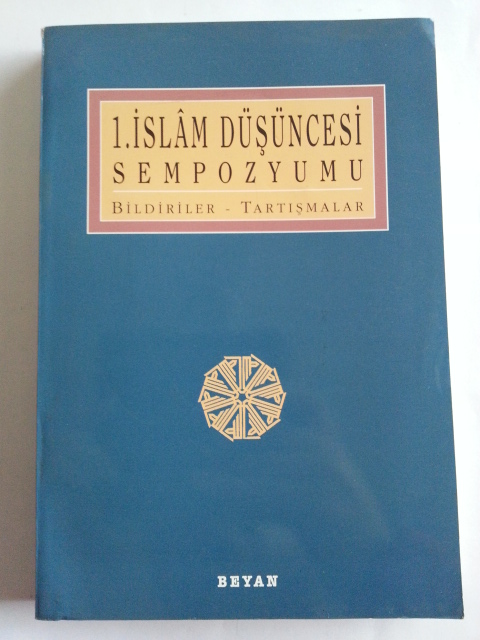 1.İSLÂM DÜŞÜNCESİ
SEMPOZYUMU
BİLDİRİLER - TARTIŞMALAR
BEYAN